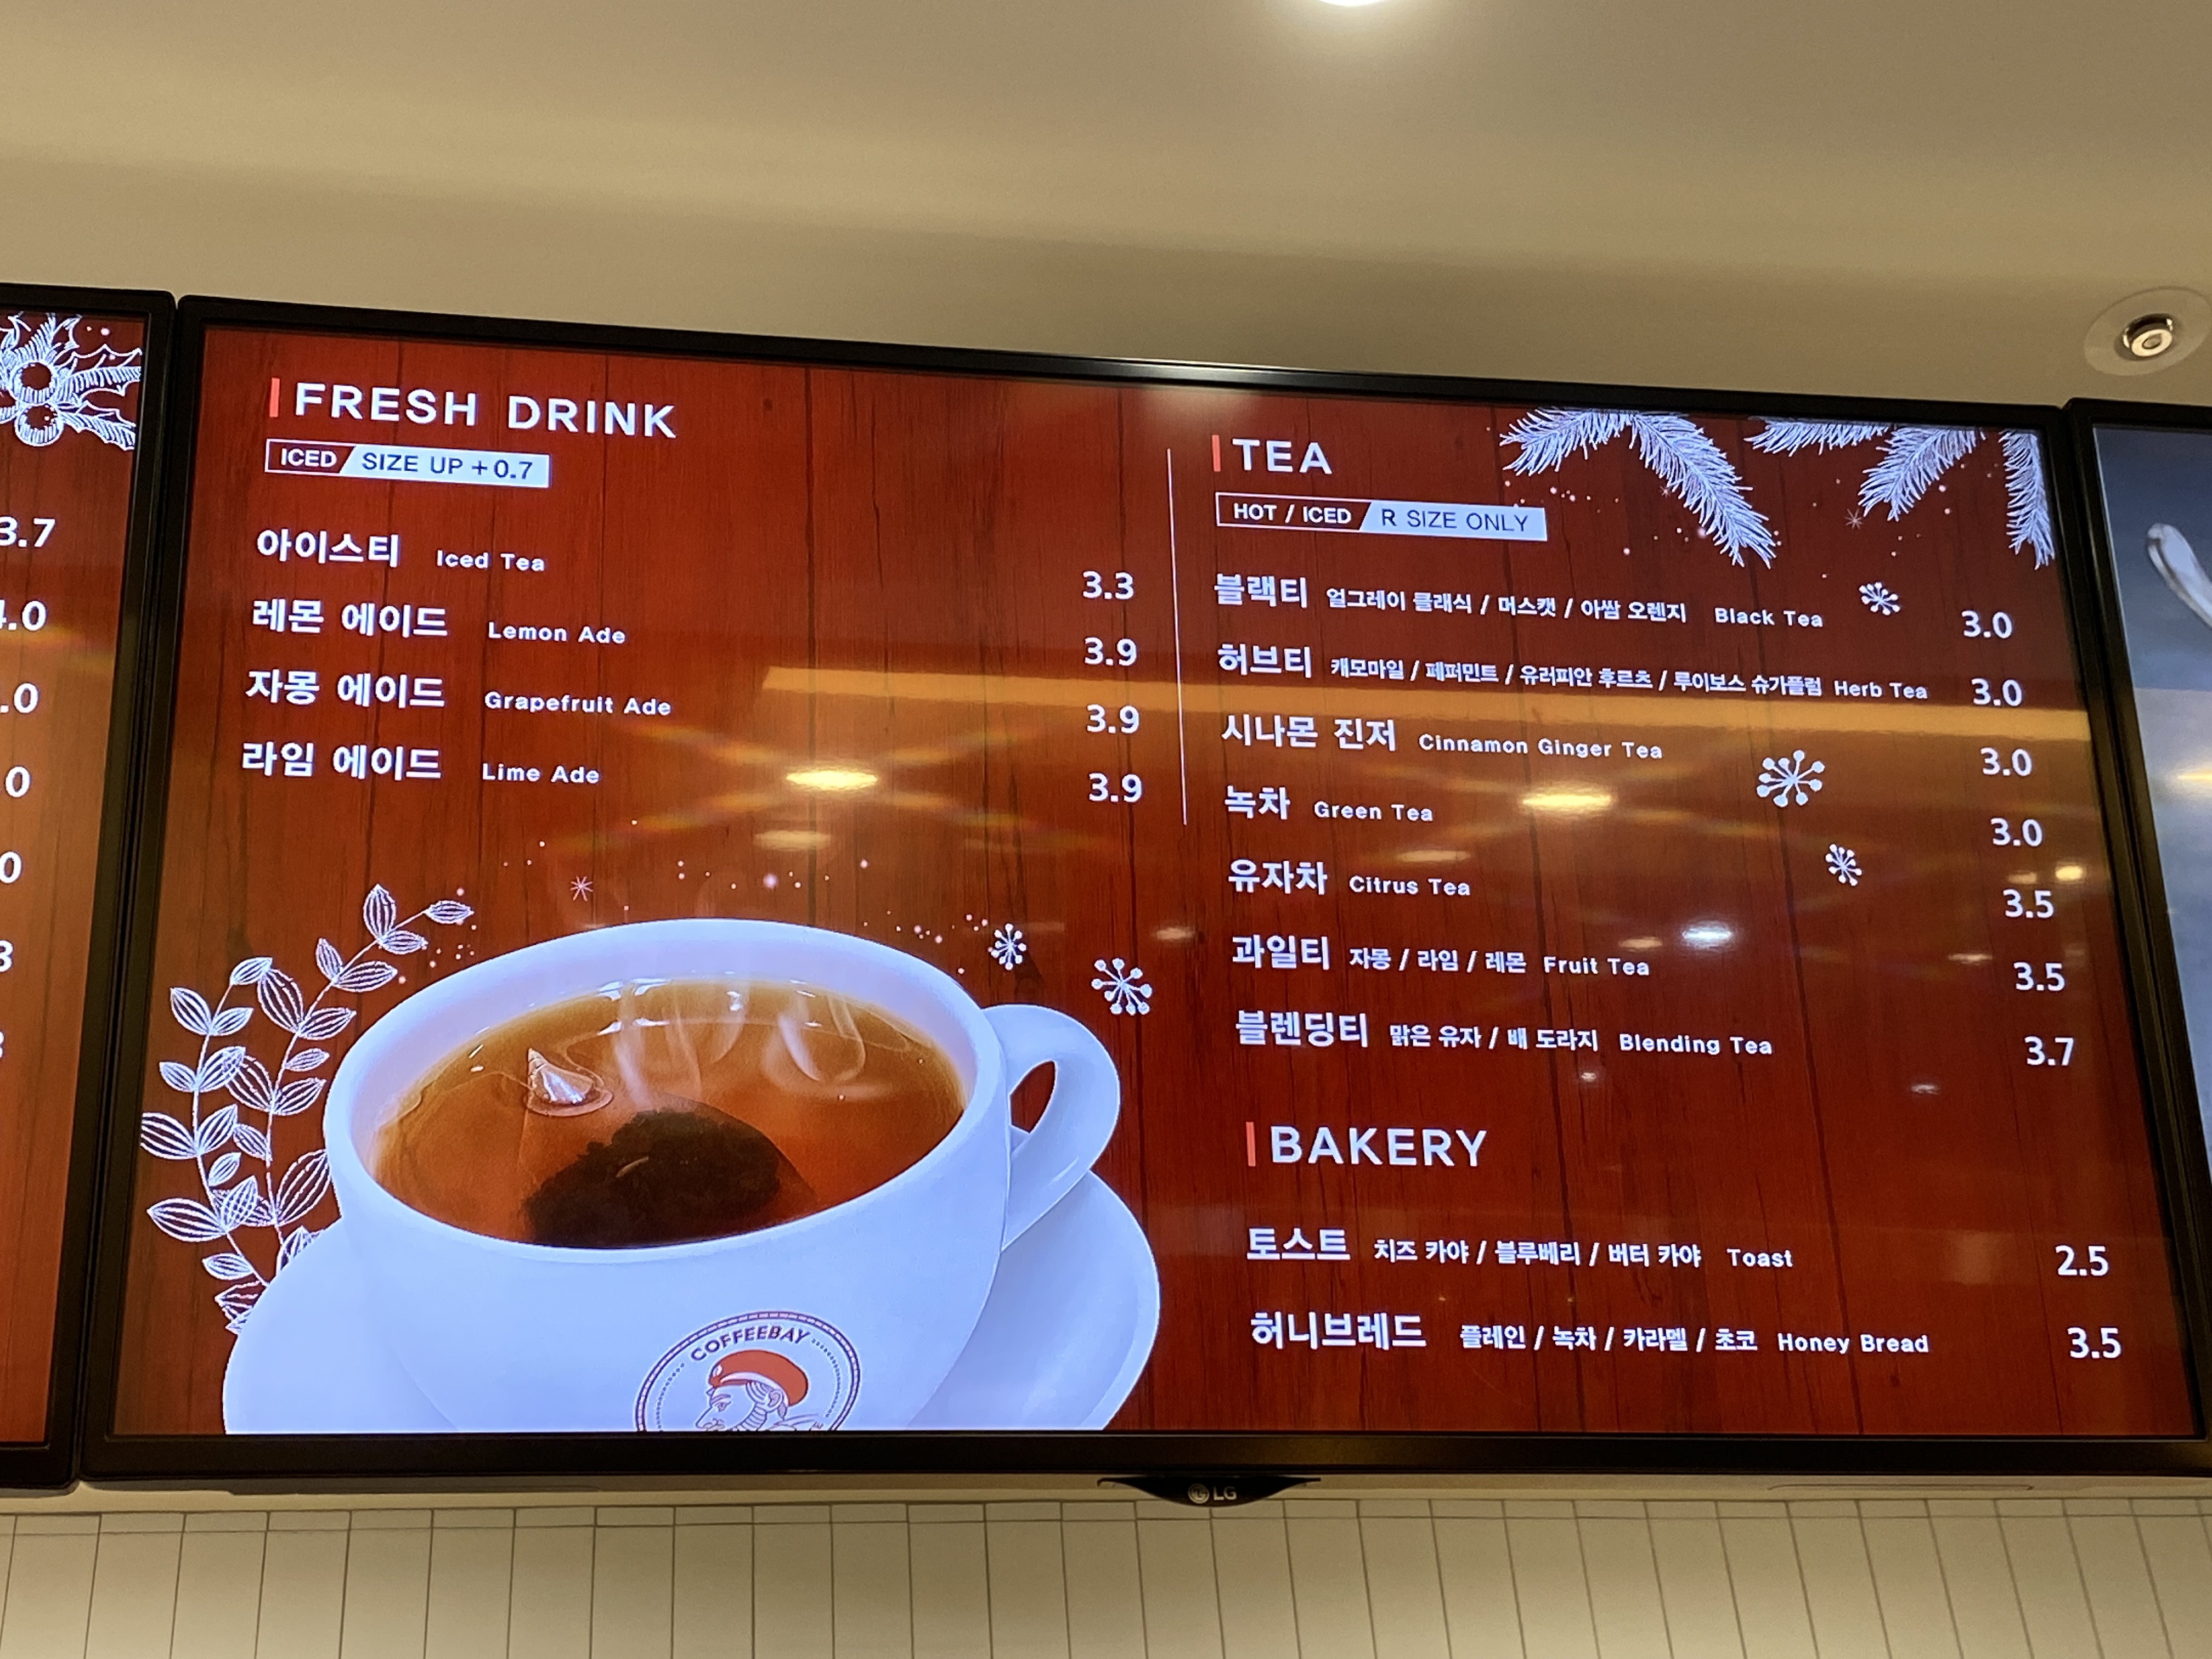 3.7
.0
.0
0
0
3
FRESH DRINK
ICED / SIZE UP +0.7
아이스티 Iced Tea 3.3
레몬 에이드 Lemon Ade 3.9
자몽 에이드 Grapefruit Ade 3.9
라임 에이드 Lime Ade 3.9
COFFEEBAY
TEA
HOT / ICED / R SIZE ONLY
블랙티 얼그레이 클래식 / 머스캣 / 아쌈 오렌지 Black Tea 3.0
허브티 캐모마일 / 페퍼민트 / 유러피안 후르츠 / 루이보스 슈가플럼 Herb Tea 3.0
시나몬 진저 Cinnamon Ginger Tea 3.0
녹차 Green Tea 3.0
유자차 Citrus Tea 3.5
과일티 자몽 / 라임 / 레몬 Fruit Tea 3.5
블렌딩티 맑은 유자 / 배 도라지 Blending Tea 3.7
BAKERY
토스트 치즈 카야 / 블루베리 / 버터 카야 Toast 2.5
허니브레드 플레인 / 녹차 / 카라멜 / 초코 Honey Bread 3.5
LG